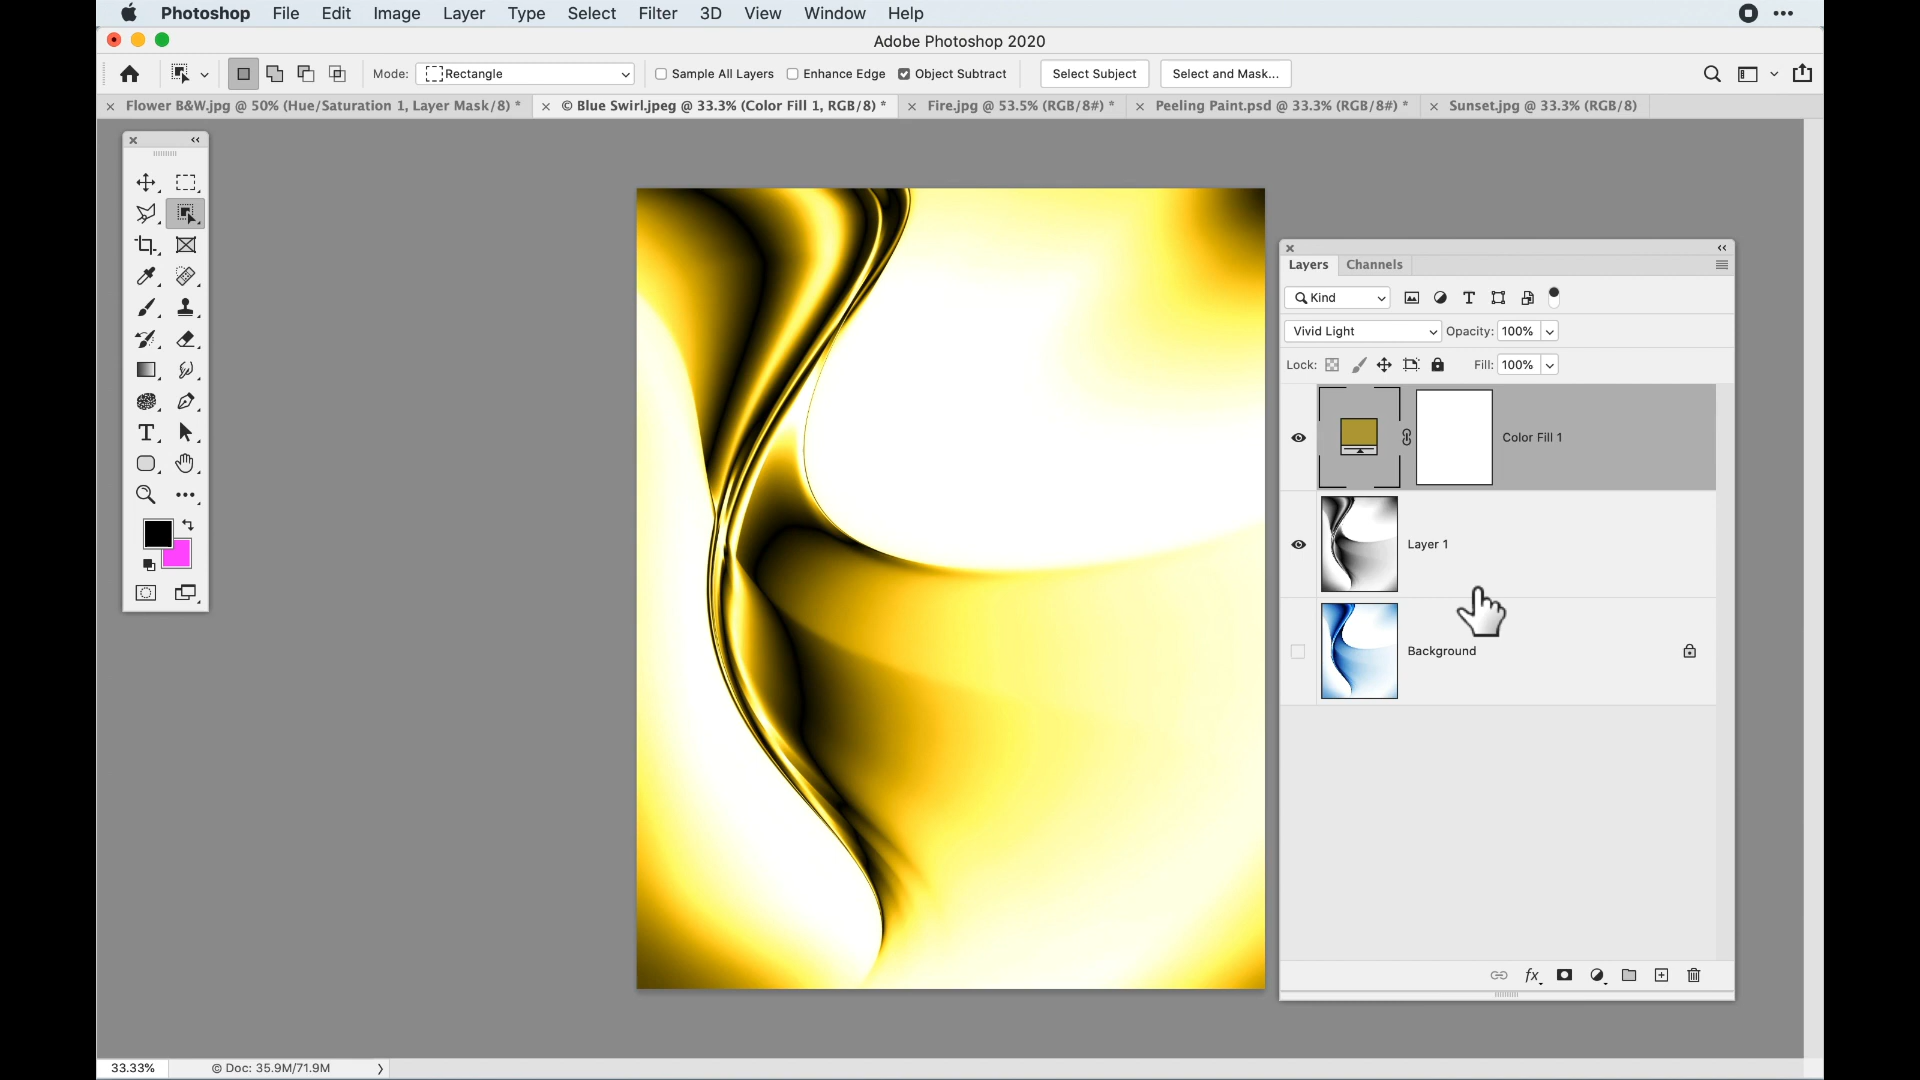 Photoshop File Edit Image Layer Type Select Filter 3D View Window Help
Adobe Photoshop 2020
Mode: Rectangle Sample All Layers Enhance Edge Object Subtract Select Subject Select and Mask...
Flower B&W.jpg @ 50% (Hue/Saturation 1, Layer Mask/8) * © Blue Swirl.jpeg @ 33.3% (Color Fill 1, RGB/8) * Fire.jpg @ 53.5% (RGB/8#) * Peeling Paint.psd @ 33.3% (RGB/8#) * Sunset.jpg @ 33.3% (RGB/8)
Layers Channels
Kind
Vivid Light Opacity: 100%
Lock: Fill: 100%
Color Fill 1
Layer 1
Background
fx
33.33% © Doc: 35.9M/71.9M